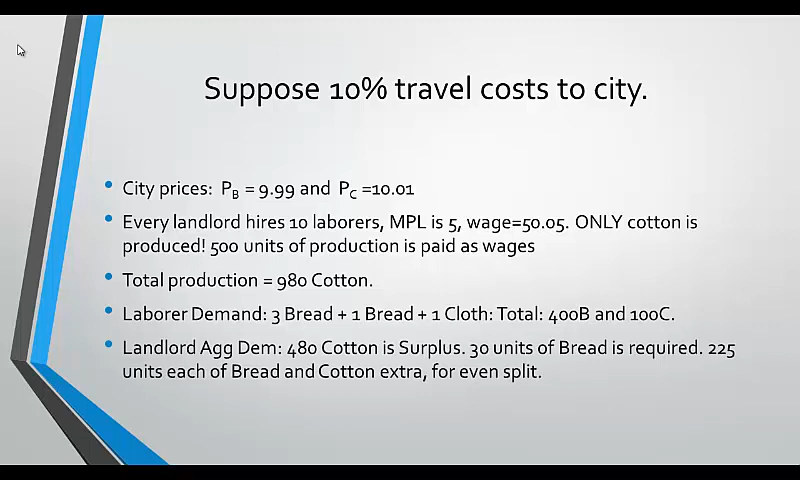 Suppose 10% travel costs to city.
City prices: PB = 9.99 and PC =10.01
Every landlord hires 10 laborers, MPL is 5, wage=50.05. ONLY cotton is
produced! 500 units of production is paid as wages
Total production = 980 Cotton.
Laborer Demand: 3 Bread + 1 Bread + 1 Cloth: Total: 400B and 100C.
Landlord Agg Dem: 480 Cotton is Surplus. 30 units of Bread is required. 225
units each of Bread and Cotton extra, for even split.